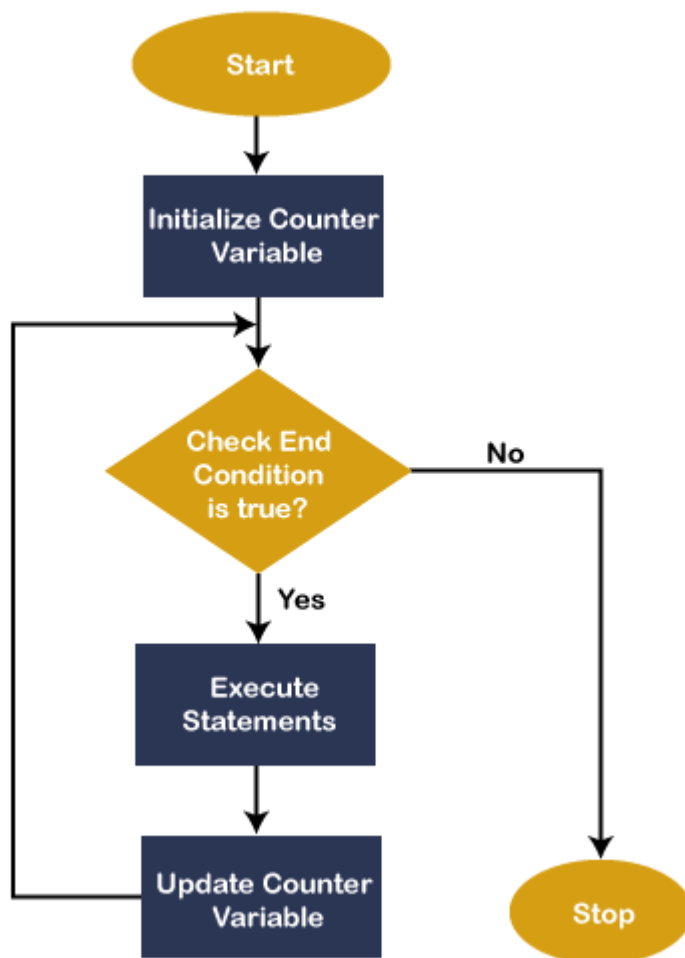 Start
Initialize Counter
Variable
Check End
Condition
is true?
No
Yes
Execute
Statements
Update Counter
Variable
Stop